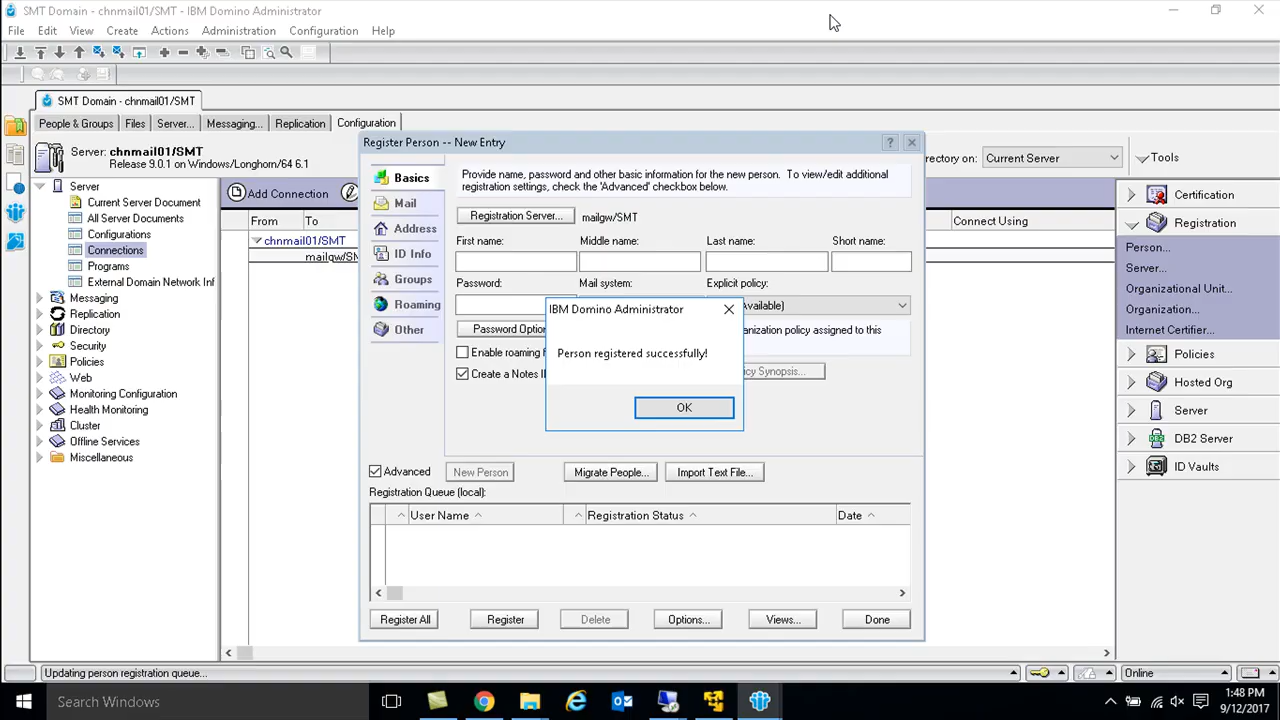 SMT Domain - chnmail01/SMT - IBM Domino Administrator
File Edit View Create Actions Administration Configuration Help
SMT Domain - chnmail01/SMT
People & Groups Files Server... Messaging... Replication Configuration
Server: chnmail01/SMT
Release 9.0.1 on Windows/Longhorn/64 6.1
Current Server
Tools
Server
Current Server Document
All Server Documents
Configurations
Connections
Programs
External Domain Network Inf
Messaging
Replication
Directory
Security
Policies
Web
Monitoring Configuration
Health Monitoring
Cluster
Offline Services
Miscellaneous
Add Connection
From To Connect Using
chnmail01/SMT
Register Person -- New Entry
Basics
Mail
Address
ID Info
Groups
Roaming
Other
Provide name, password and other basic information for the new person. To view/edit additional
registration settings, check the 'Advanced' checkbox below.
Registration Server... mailgw/SMT
First name: Middle name: Last name: Short name:
Password: Mail system: Explicit policy:
Available)
Enable roaming
Create a Notes
IBM Domino Administrator
Person registered successfully!
OK
Advanced New Person Migrate People... Import Text File...
Registration Queue (local):
User Name Registration Status Date
Register All Register Delete Options... Views... Done
Certification
Registration
Person...
Server...
Organizational Unit...
Organization...
Internet Certifier...
Policies
Hosted Org
Server
DB2 Server
ID Vaults
Updating person registration queue...
Online
Search Windows
1:48 PM
9/12/2017